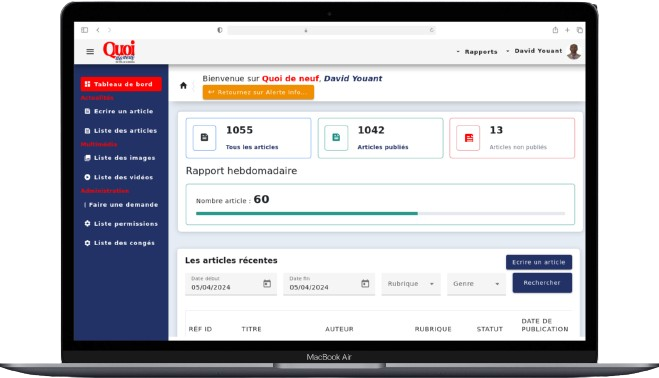 Quoi
de neuf
Rapports
David Youant
Tableau de bord
Actualités
Ecrire un article
Liste des articles
Multimédia
Liste des images
Liste des vidéos
Administration
Faire une demande
Liste permissions
Liste des congés
Bienvenue sur Quoi de neuf, David Youant
Retournez sur Alerte Info...
1055
Tous les articles
1042
Articles publiés
13
Articles non publiés
Rapport hebdomadaire
Nombre article : 60
Les articles récentes
Ecrire un article
Date début
05/04/2024
Date fin
05/04/2024
Rubrique
Genre
Rechercher
RÉF ID
TITRE
AUTEUR
RUBRIQUE
STATUT
DATE DE
PUBLICATION
MacBook Air